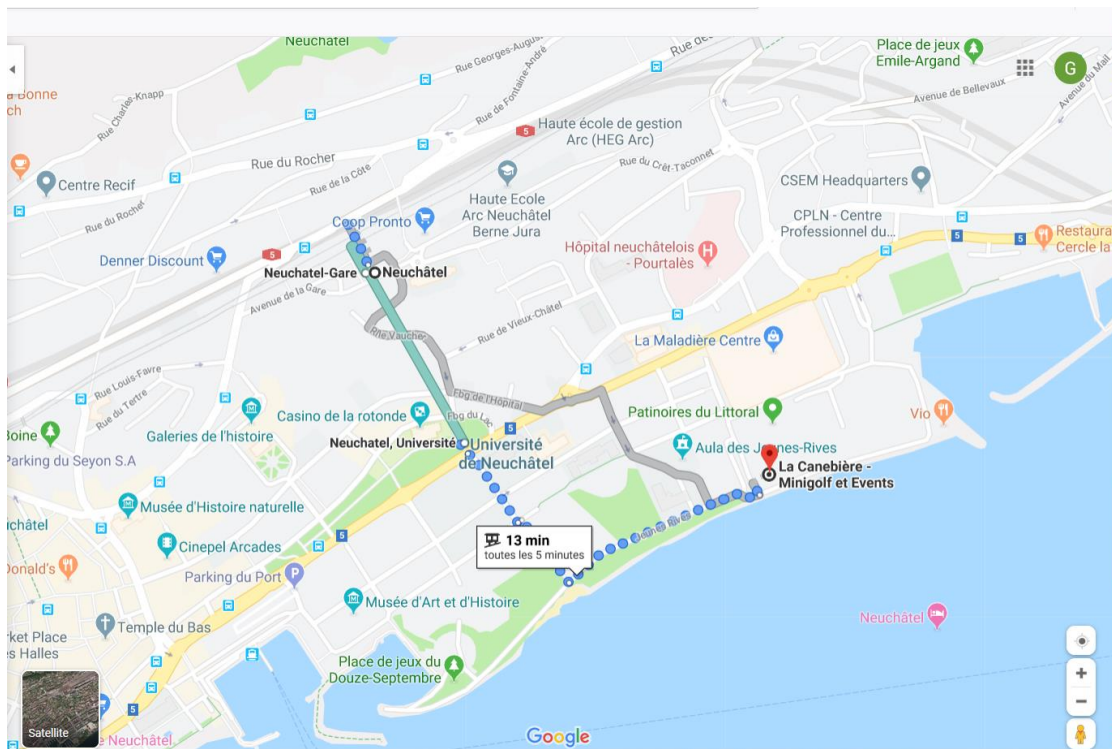 Neuchatel
Rue Georges-Augus
Rue des
Place de jeux
Emile-Argand
G
a Bonne
ch
Rue Charles-Knapp
Rue de Fontaine-André
Avenue de Bellevaux
Avenue du Mail
5
Haute école de gestion
Arc (HEG Arc)
Rue du Rocher
Rue du Crêt-Taconnet
Centre Recif
Rue de la Côte
Haute Ecole
Arc Neuchâtel
Berne Jura
CSEM Headquarters
Rue du Rocher
Coop Pronto
CPLN - Centre
Professionnel du...
5
5
Restaura
Cercle la
Denner Discount
5
Hôpital neuchâtelois
- Pourtalès
H
Neuchatel-Gare
Neuchâtel
Avenue de la Gare
Rue de Vieux-Châtel
La Maladière Centre
Rue Louis-Favre
Rue du Tertre
Fbg de l'Hôpital
Casino de la rotonde
Fbg du Lac
Patinoires du Littoral
Vio
Boine
Galeries de l'histoire
5
Neuchatel, Université
Université
de Neuchâtel
Aula des Jeunes-Rives
Parking du Seyon S.A
La Canebière -
Minigolf et Events
Musée d'Histoire naturelle
châtel
5
Cinepel Arcades
13 min
toutes les 5 minutes
Donald's
Parking du Port
P
Musée d'Art et d'Histoire
Neuchâtel
rket Place
s Halles
Temple du Bas
Place de jeux du
Douze-Septembre
Satellite
5
e Neuchâtel
Google
+
−